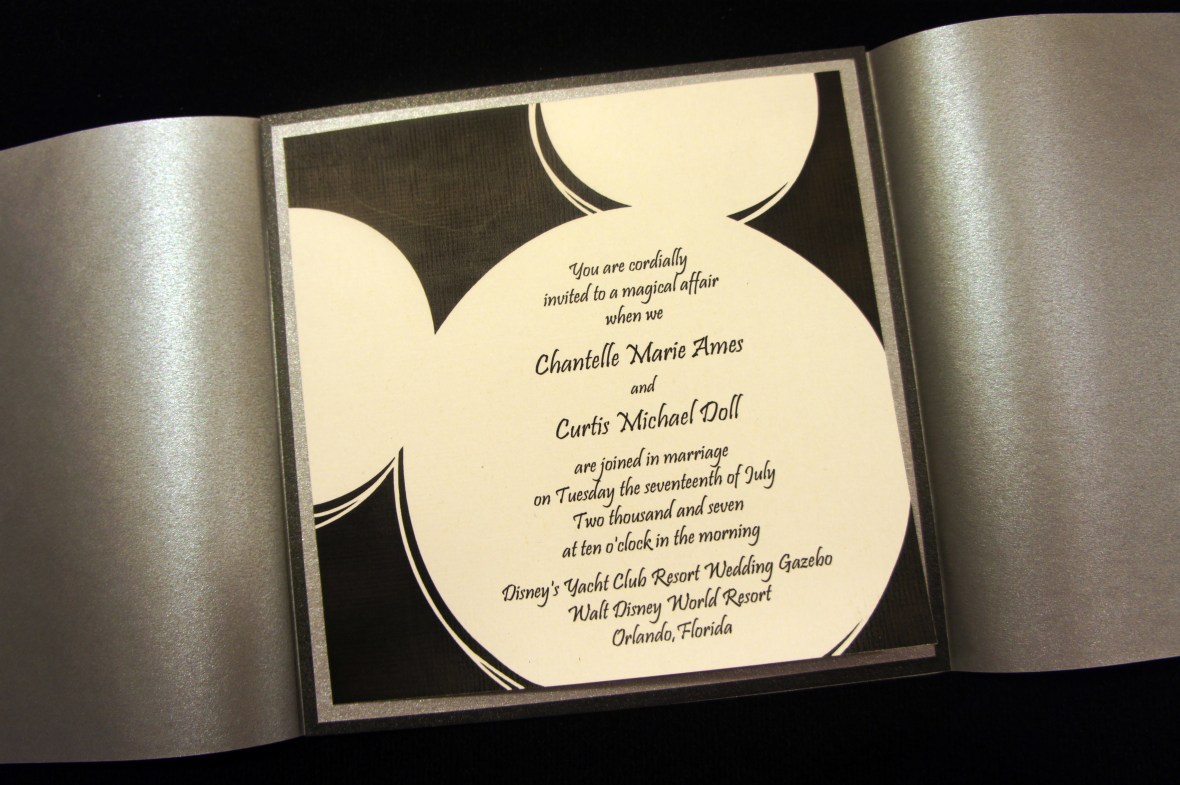 You are cordially
invited to a magical affair
when we
Chantelle Marie Ames
and
Curtis Michael Doll
are joined in marriage
on Tuesday the seventeenth of July
Two thousand and seven
at ten o'clock in the morning
Disney's Yacht Club Resort Wedding Gazebo
Walt Disney World Resort
Orlando, Florida